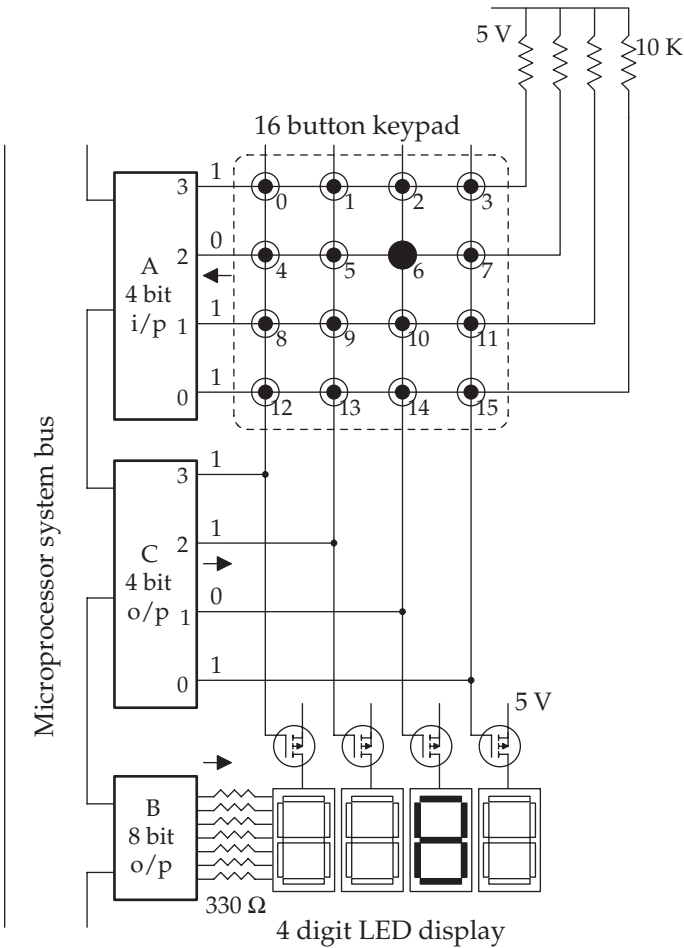 5 V
10 K
16 button keypad
3 1 0 1 2 3
2 0 4 5 6 7
A
4 bit
i/p
1 1 8 9 10 11
0 1 12 13 14 15
Microprocessor system bus
3 1
C
4 bit
o/p
2 1
1 0
0 1
5 V
B
8 bit
o/p
330 Ω
4 digit LED display